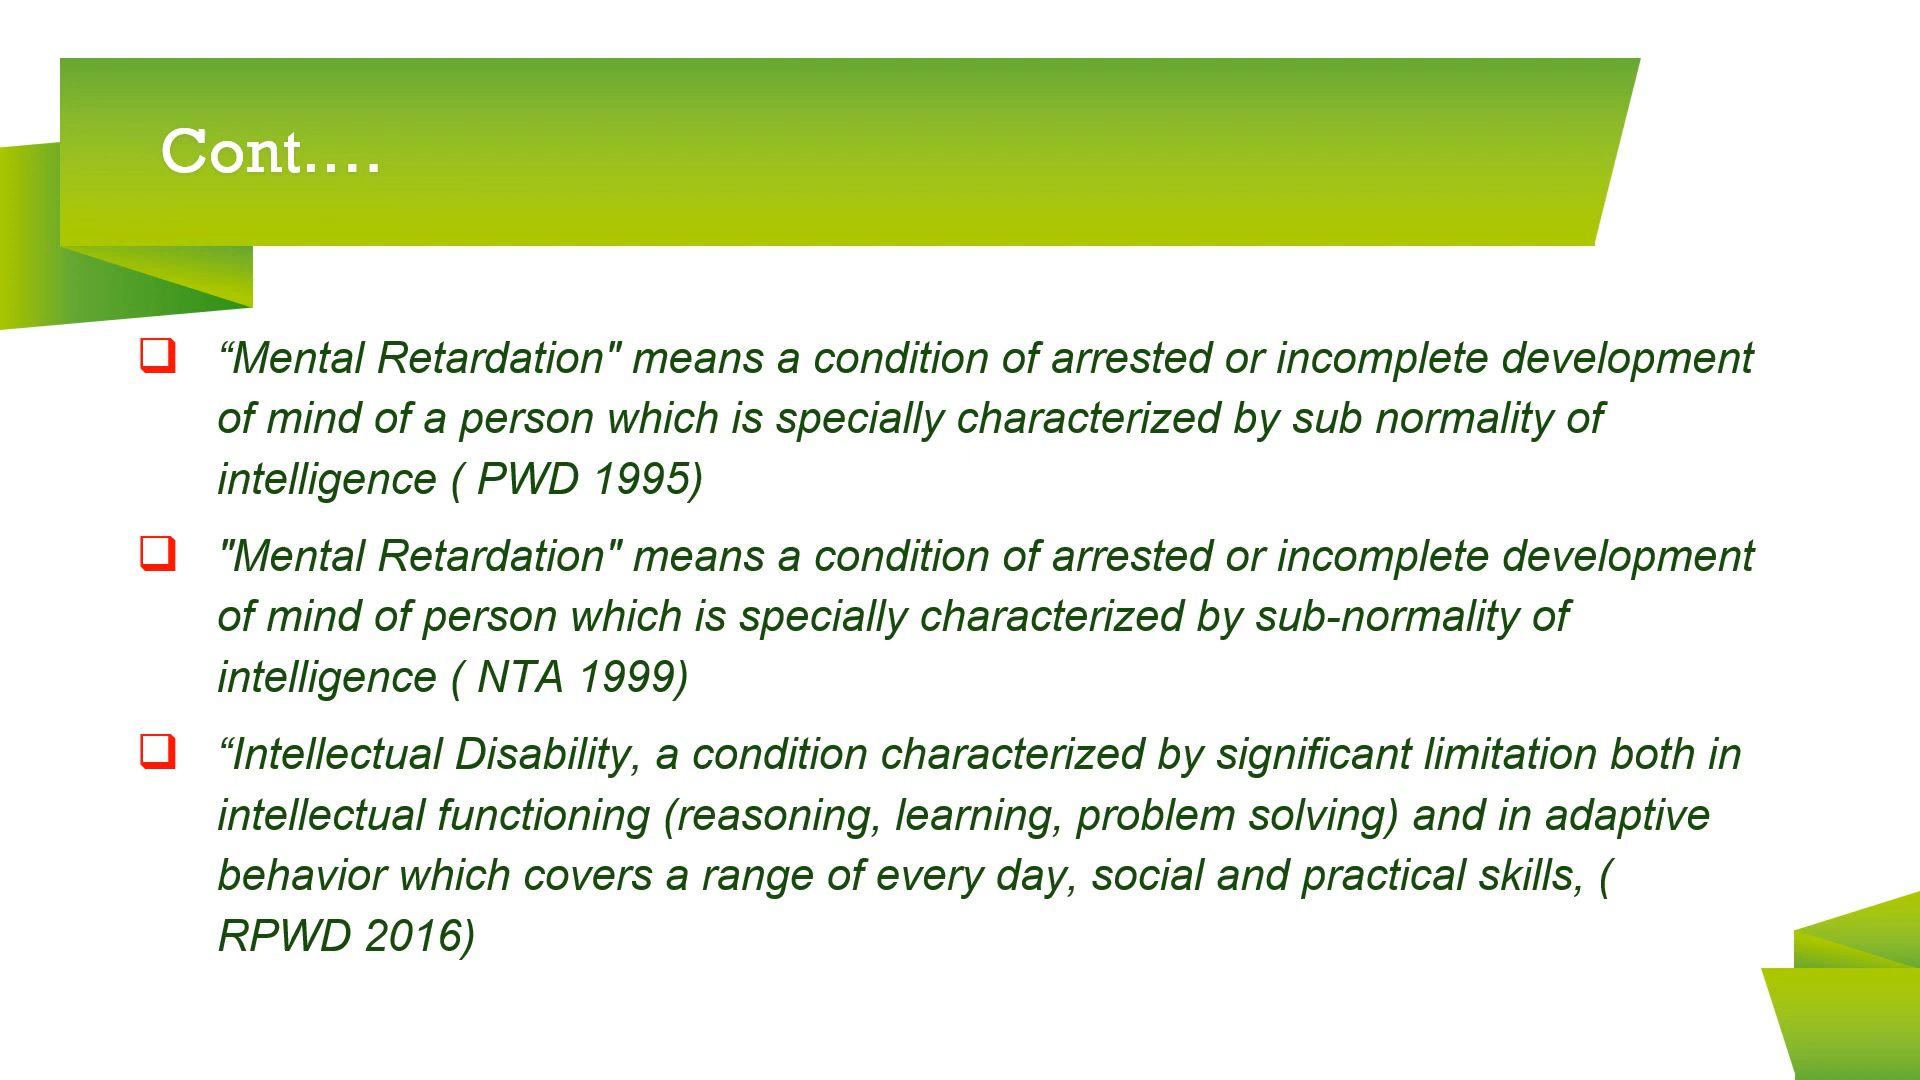 Cont....
“Mental Retardation" means a condition of arrested or incomplete development
of mind of a person which is specially characterized by sub normality of
intelligence ( PWD 1995)
"Mental Retardation" means a condition of arrested or incomplete development
of mind of person which is specially characterized by sub-normality of
intelligence ( NTA 1999)
“Intellectual Disability, a condition characterized by significant limitation both in
intellectual functioning (reasoning, learning, problem solving) and in adaptive
behavior which covers a range of every day, social and practical skills, (
RPWD 2016)